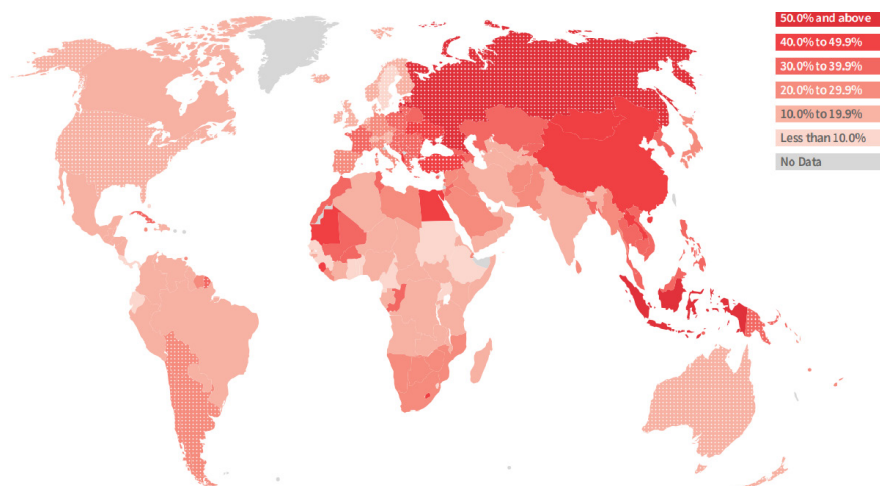 50.0% and above
40.0% to 49.9%
30.0% to 39.9%
20.0% to 29.9%
10.0% to 19.9%
Less than 10.0%
No Data